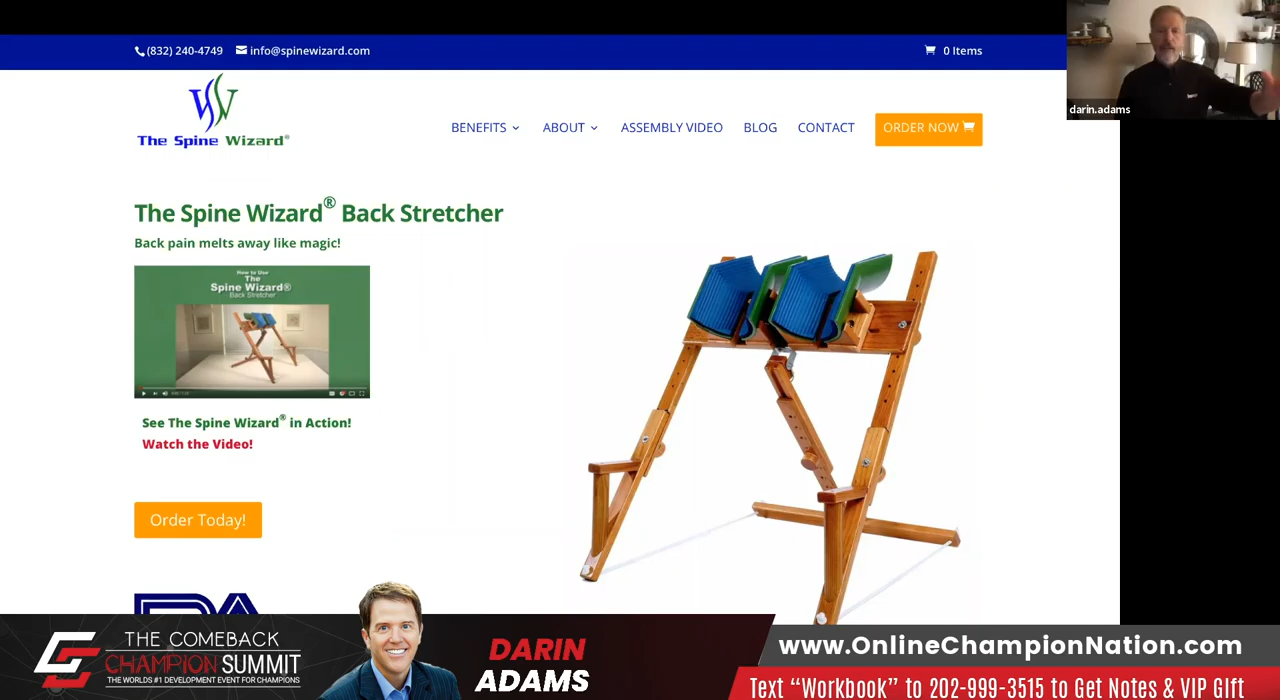 (832) 240-4749 info@spinewizard.com 0 Items
darin.adams
W
The Spine Wizard®
BENEFITS ABOUT ASSEMBLY VIDEO BLOG CONTACT ORDER NOW
The Spine Wizard® Back Stretcher
Back pain melts away like magic!
How to Use
The
Spine Wizard®
Back Stretcher
See The Spine Wizard® in Action!
Watch the Video!
Order Today!
THE COMEBACK
CHAMPION SUMMIT
THE WORLDS #1 DEVELOPMENT EVENT FOR CHAMPIONS
DARIN
ADAMS
www.OnlineChampionNation.com
Text “Workbook” to 202-999-3515 to Get Notes & VIP GIft